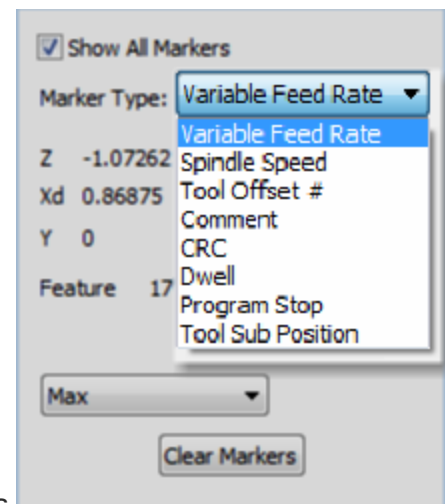 Show All Markers
Marker Type: Variable Feed Rate
Variable Feed Rate
Z -1.07262 Spindle Speed
Xd 0.86875 Tool Offset #
Comment
Y 0
CRC
Dwell
Feature 17
Program Stop
Tool Sub Position
Max
Clear Markers